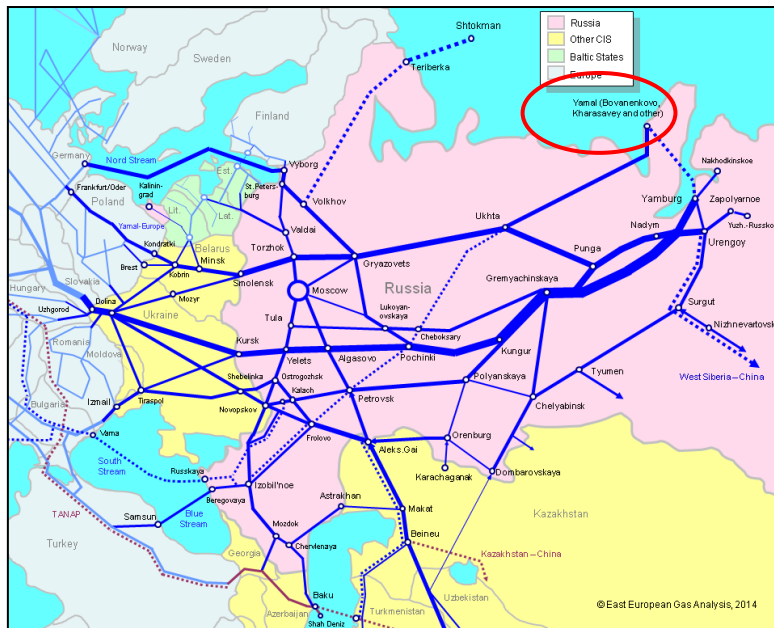 Shtokman
Russia
Other CIS
Baltic States
Europe
Norway
Sweden
Teriberka
Yamal (Bovanenkovo,
Kharasavey and other)
Finland
Nord Stream
Vyborg
Nakhodkinskoe
Germany
Frankfurt/Oder
Kalinin-
grad
Est.
St.Peters-
burg
Volkhov
Yamburg
Zapolyarnoe
Poland
Lit.
Lat.
Ukhta
Nadym
Yuzh.-Russkoe
Yamal-Europe
Valdai
Urengoy
Belarus
Kondratki
Minsk
Torzhok
Gryazovets
Punga
Brest
Kobrin
Smolensk
Russia
Gremyachinskaya
Slovakia
Moscow
Hungary
Dolina
Mozyr
Lukoyan-
ovskaya
Surgut
Uzhgorod
Ukraine
Tula
Cheboksary
Nizhnevartovsk
Romania
Kursk
Moldova
Yelets
Algasovo
Pochinki
Kungur
Shebelinka
Ostrogozhsk
Polyanskaya
Tyumen
West Siberia–China
Kalach
Petrovsk
Bulgaria
Izmail
Tiraspol
Novopskov
Chelyabinsk
Varna
Frolovo
Orenburg
Aleks.Gai
South
Stream
Russkaya
Karachaganak
Dombarovskaya
Izobil'noe
Beregovaya
TANAP
Samsun
Blue
Stream
Astrakhan
Makat
Kazakhstan
Mozdok
Turkey
Chervlenaya
Beineu
Georgia
Kazakhstan–China
Baku
Uzbekistan
Azerbaijan
Shah Deniz
Turkmenistan
©East European Gas Analysis, 2014